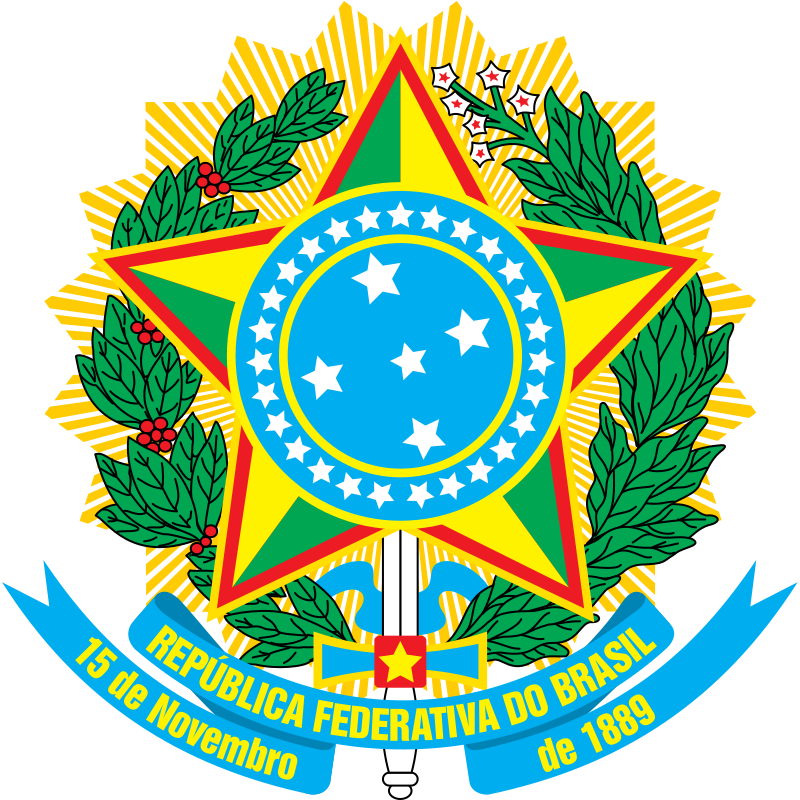 REPÚBLICA FEDERATIVA DO BRASIL
15 de Novembro
de 1889